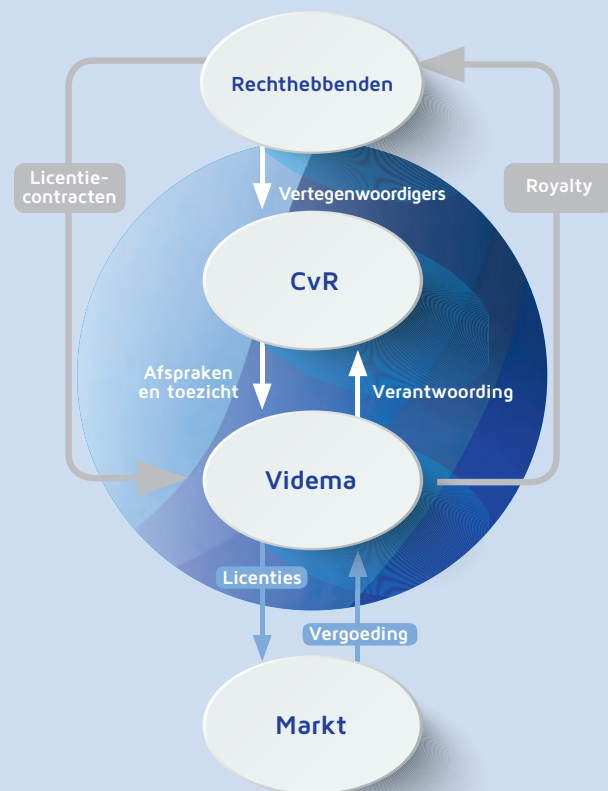 Rechthebbenden
Licentie-
contracten
Royalty
Vertegenwoordigers
CvR
Afspraken
en toezicht
Verantwoording
Videma
Licenties
Vergoeding
Markt